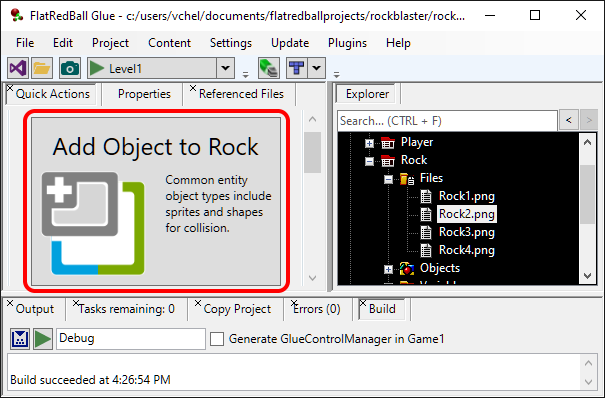 FlatRedBall Glue - c:/users/vchel/documents/flatredballprojects/rockblaster/rock...
File Edit Project Content Settings Update Plugins Help
Level1
Quick Actions Properties Referenced Files
Explorer
Add Object to Rock
Common entity
object types include
sprites and shapes
for collision.
Search... (CTRL + F)
< >
Player
Rock
Files
Rock1.png
Rock2.png
Rock3.png
Rock4.png
Objects
Output Tasks remaining: 0 Copy Project Errors (0) Build
Debug
Generate GlueControlManager in Game1
Build succeeded at 4:26:54 PM